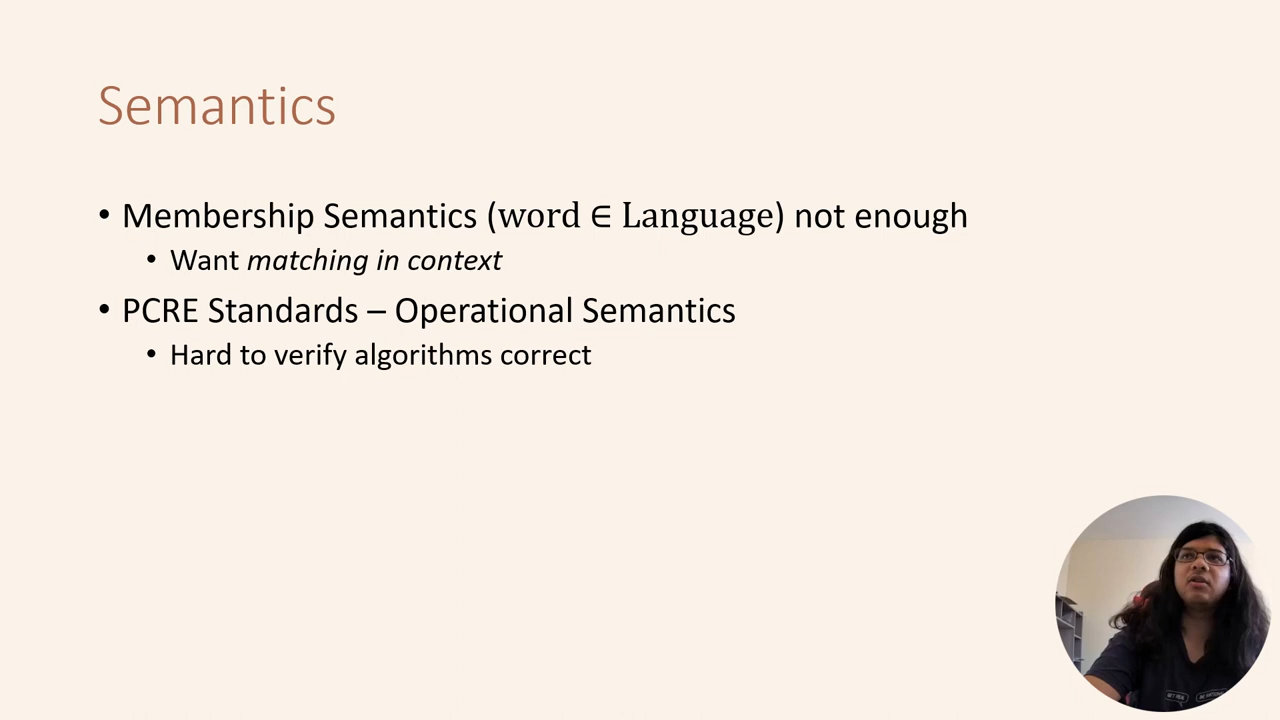 Semantics
• Membership Semantics (word ∈ Language) not enough
• Want matching in context
• PCRE Standards – Operational Semantics
• Hard to verify algorithms correct